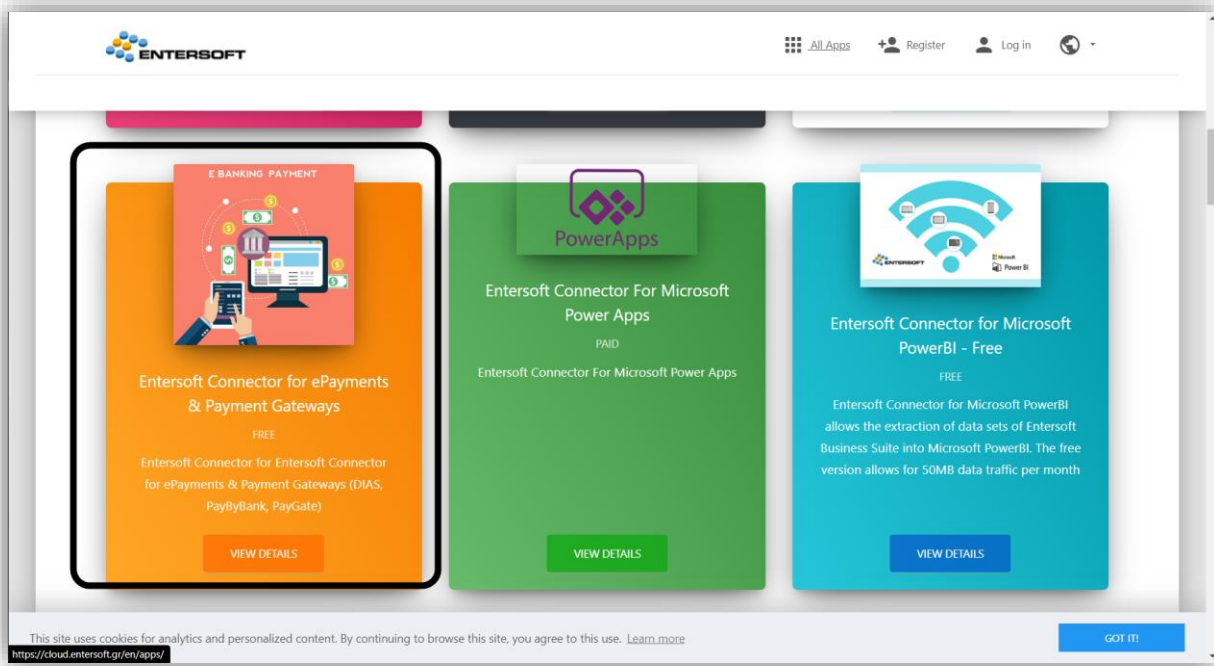 ENTERSOFT
All Apps
Register
Log in
E BANKING PAYMENT
Entersoft Connector for ePayments
& Payment Gateways
FREE
Entersoft Connector for Entersoft Connector
for ePayments & Payment Gateways (DIAS,
PayByBank, PayGate)
VIEW DETAILS
PowerApps
Entersoft Connector For Microsoft
Power Apps
PAID
Entersoft Connector For Microsoft Power Apps
VIEW DETAILS
ENTERSOFT
Microsoft
Power BI
Entersoft Connector for Microsoft
PowerBI - Free
FREE
Entersoft Connector for Microsoft PowerBI
allows the extraction of data sets of Entersoft
Business Suite into Microsoft PowerBI. The free
version allows for 50MB data traffic per month
VIEW DETAILS
This site uses cookies for analytics and personalized content. By continuing to browse this site, you agree to this use. Learn more
GOT IT!
https://cloud.entersoft.gr/en/apps/